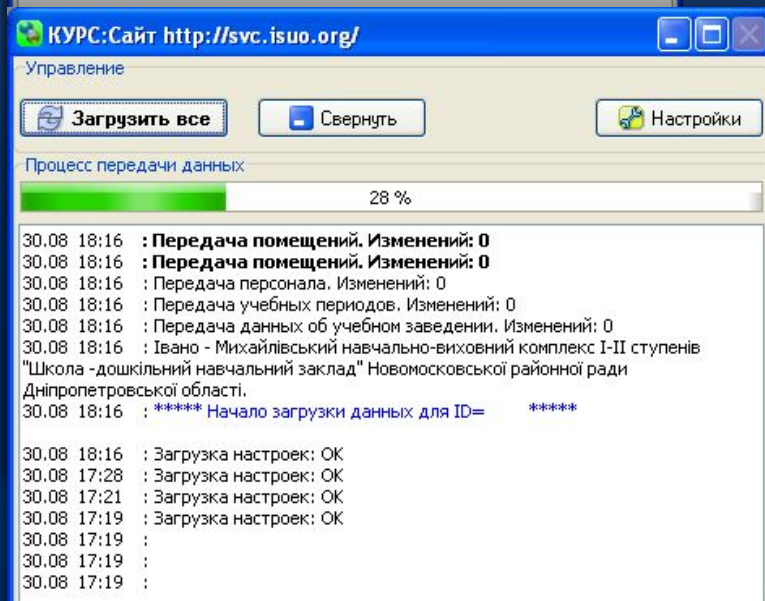 КУРС:Сайт http://svc.isuo.org/
Управление
Загрузить все
Свернуть
Настройки
Процесс передачи данных
28 %
30.08 18:16 : Передача помещений. Изменений: 0
30.08 18:16 : Передача помещений. Изменений: 0
30.08 18:16 : Передача персонала. Изменений: 0
30.08 18:16 : Передача учебных периодов. Изменений: 0
30.08 18:16 : Передача данных об учебном заведении. Изменений: 0
30.08 18:16 : Івано - Михайлівський навчально-виховний комплекс І-ІІ ступенів
"Школа -дошкільний навчальний заклад" Новомосковської районної ради
Дніпропетровської області.
30.08 18:16 : ***** Начало загрузки данных для ID= *****
30.08 18:16 : Загрузка настроек: OK
30.08 17:28 : Загрузка настроек: OK
30.08 17:21 : Загрузка настроек: OK
30.08 17:19 : Загрузка настроек: OK
30.08 17:19 :
30.08 17:19 :
30.08 17:19 :